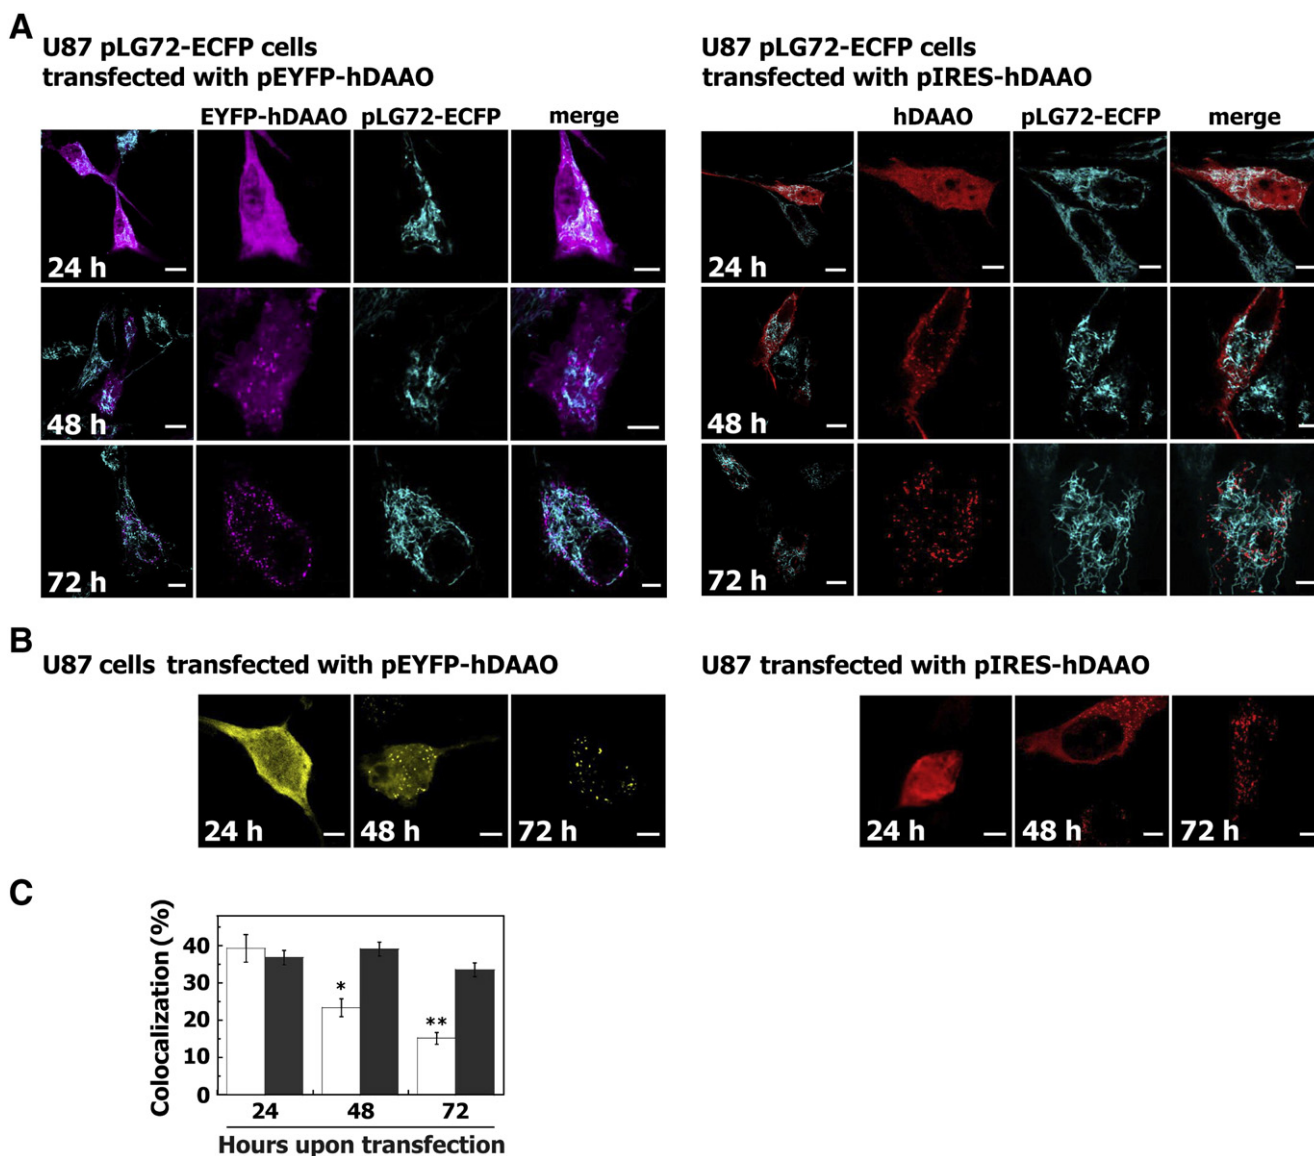 A
U87 pLG72-ECFP cells
transfected with pEYFP-hDAAO
EYFP-hDAAO pLG72-ECFP merge
24 h
48 h
72 h
U87 pLG72-ECFP cells
transfected with pIRES-hDAAO
hDAAO pLG72-ECFP merge
24 h
48 h
72 h
B
U87 cells transfected with pEYFP-hDAAO
24 h 48 h 72 h
U87 transfected with pIRES-hDAAO
24 h 48 h 72 h
C
Colocalization (%)
40
30
20
10
0
*
**
24 48 72
Hours upon transfection